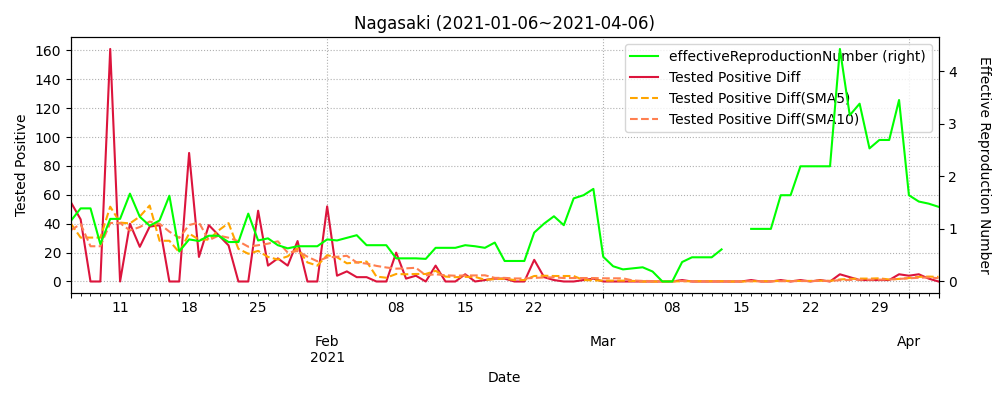 Nagasaki (2021-01-06~2021-04-06)
effectiveReproductionNumber (right)
Tested Positive Diff
Tested Positive Diff(SMA5)
Tested Positive Diff(SMA10)
Tested Positive
160
140
120
100
80
60
40
20
0
Effective Reproduction Number
4
3
2
1
0
11 18 25 08 15 22 08 15 22 29
Feb Mar Apr
2021
Date